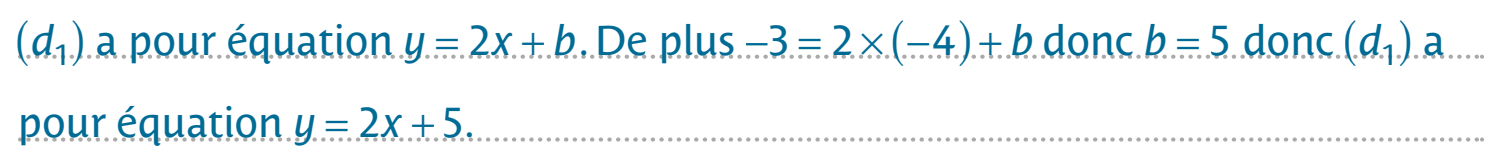 (d₁) a pour équation y = 2x + b. De plus –3 = 2 × (–4) + b donc b = 5 donc (d₁) a
pour équation y = 2x + 5.